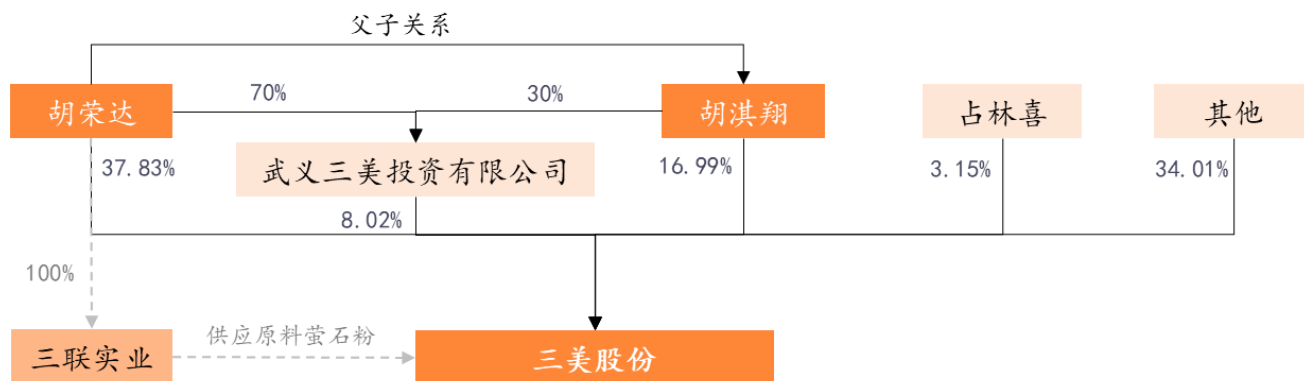 父子关系
70%
30%
胡荣达
胡淇翔
占林喜
其他
37.83%
武义三美投资有限公司
16.99%
3.15%
34.01%
8.02%
100%
供应原料萤石粉
三联实业
三美股份